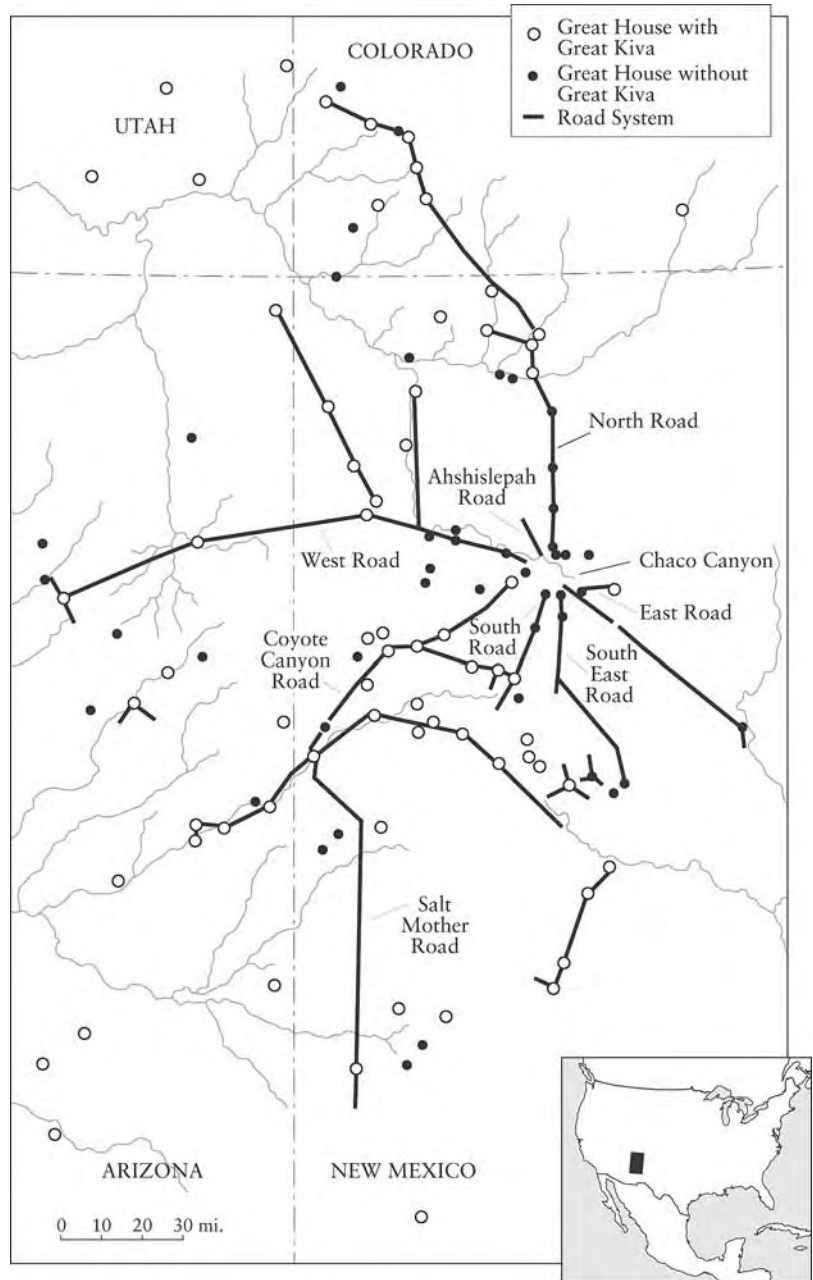 Great House with
Great Kiva
Great House without
Great Kiva
Road System
COLORADO
UTAH
North Road
Ahshislepah
Road
West Road
Chaco Canyon
East Road
South
Road
South
East
Road
Coyote
Canyon
Road
Salt
Mother
Road
ARIZONA
NEW MEXICO
0 10 20 30 mi.